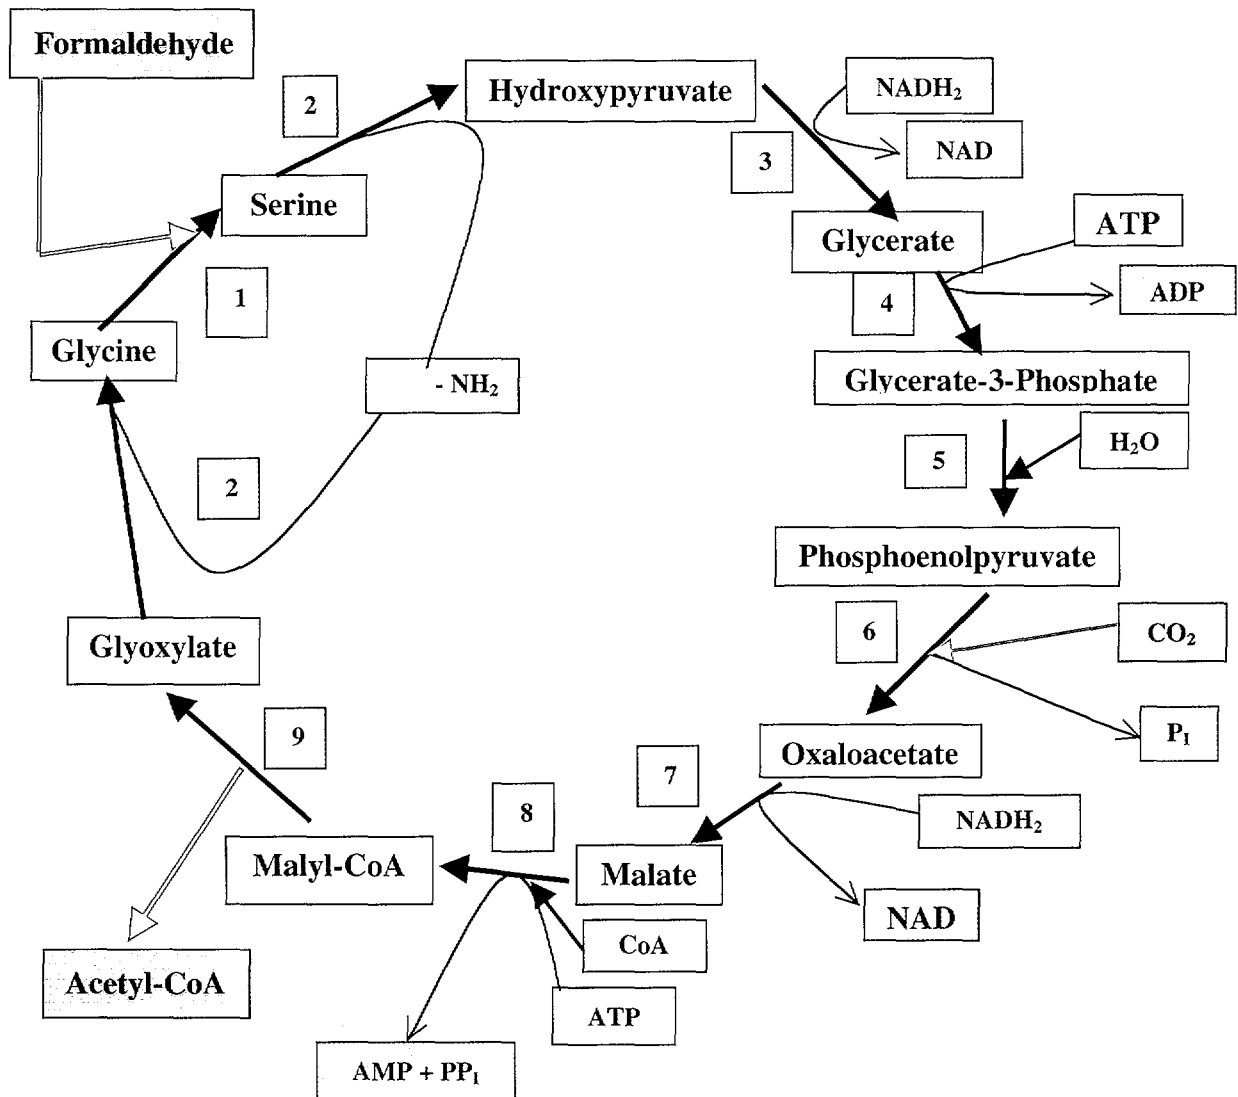 Formaldehyde
2
Hydroxypyruvate
NADH₂
NAD
3
Serine
Glycerate
ATP
ADP
1
4
Glycine
Glycerate-3-Phosphate
- NH₂
H₂O
5
2
Phosphoenolpyruvate
CO₂
6
Glyoxylate
P_I
9
Oxaloacetate
7
NADH₂
8
Malyl-CoA
Malate
NAD
CoA
Acetyl-CoA
ATP
AMP + PP_I